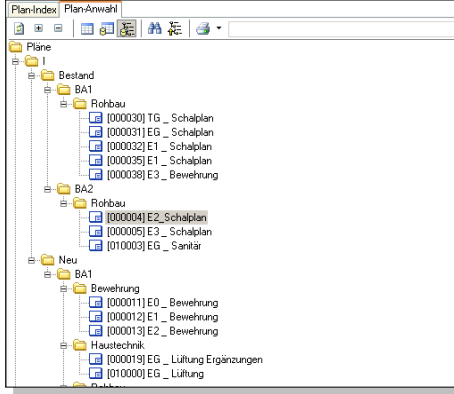 Plan-Index Plan-Anwahl
Pläne
I
Bestand
BA1
Rohbau
[000030] TG _ Schalplan
[000031] EG _ Schalplan
[000032] E1 _ Schalplan
[000035] E1 _ Schalplan
[000038] E3 _ Bewehrung
BA2
Rohbau
[000004] E2_Schalplan
[000005] E3 _ Schalplan
[010003] EG _ Sanitär
Neu
BA1
Bewehrung
[000011] E0 _ Bewehrung
[000012] E1 _ Bewehrung
[000013] E2 _ Bewehrung
Haustechnik
[000019] EG _ Lüftung Ergänzungen
[010000] EG _ Lüftung